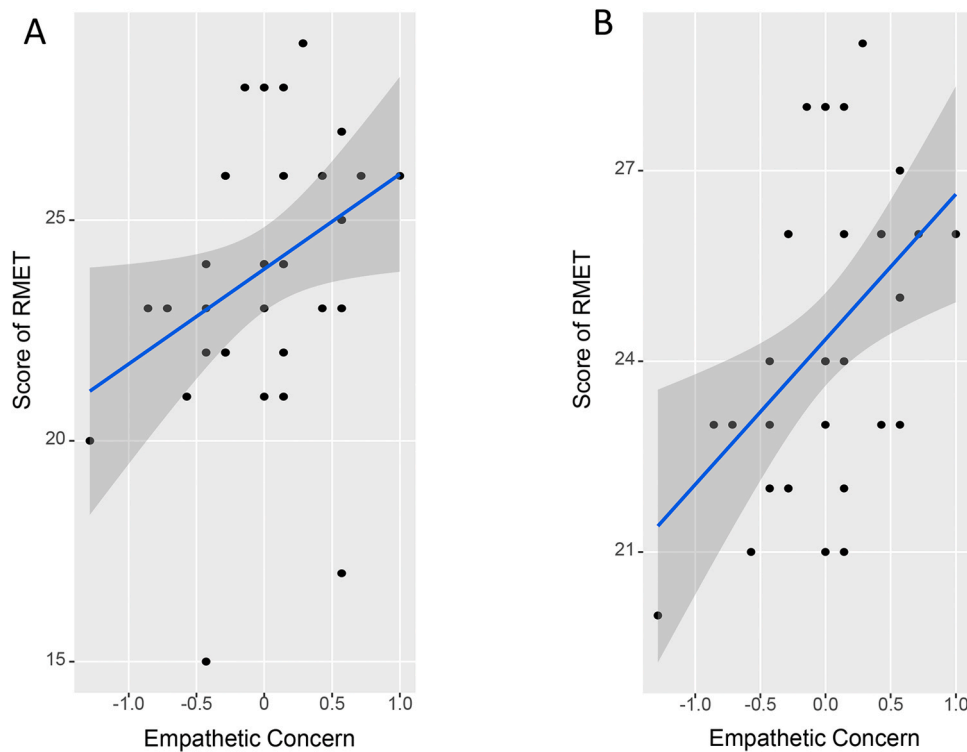 A
Score of RMET
25
20
15
-1.0 -0.5 0.0 0.5 1.0
Empathetic Concern
B
Score of RMET
27
24
21
-1.0 -0.5 0.0 0.5 1.0
Empathetic Concern